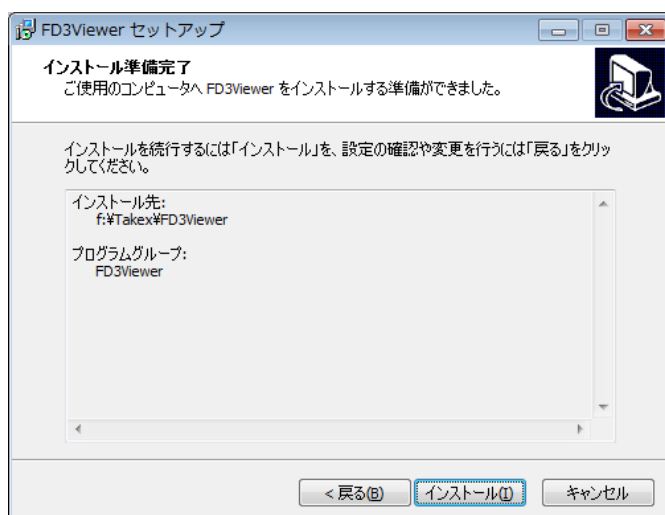 FD3Viewer セットアップ
インストール準備完了
ご使用のコンピュータへ FD3Viewer をインストールする準備ができました。
インストールを続行するには「インストール」を、設定の確認や変更を行うには「戻る」をクリッ
クしてください。
インストール先:
f:¥Takex¥FD3Viewer
プログラムグループ:
FD3Viewer
< 戻る(B)
インストール(I)
キャンセル